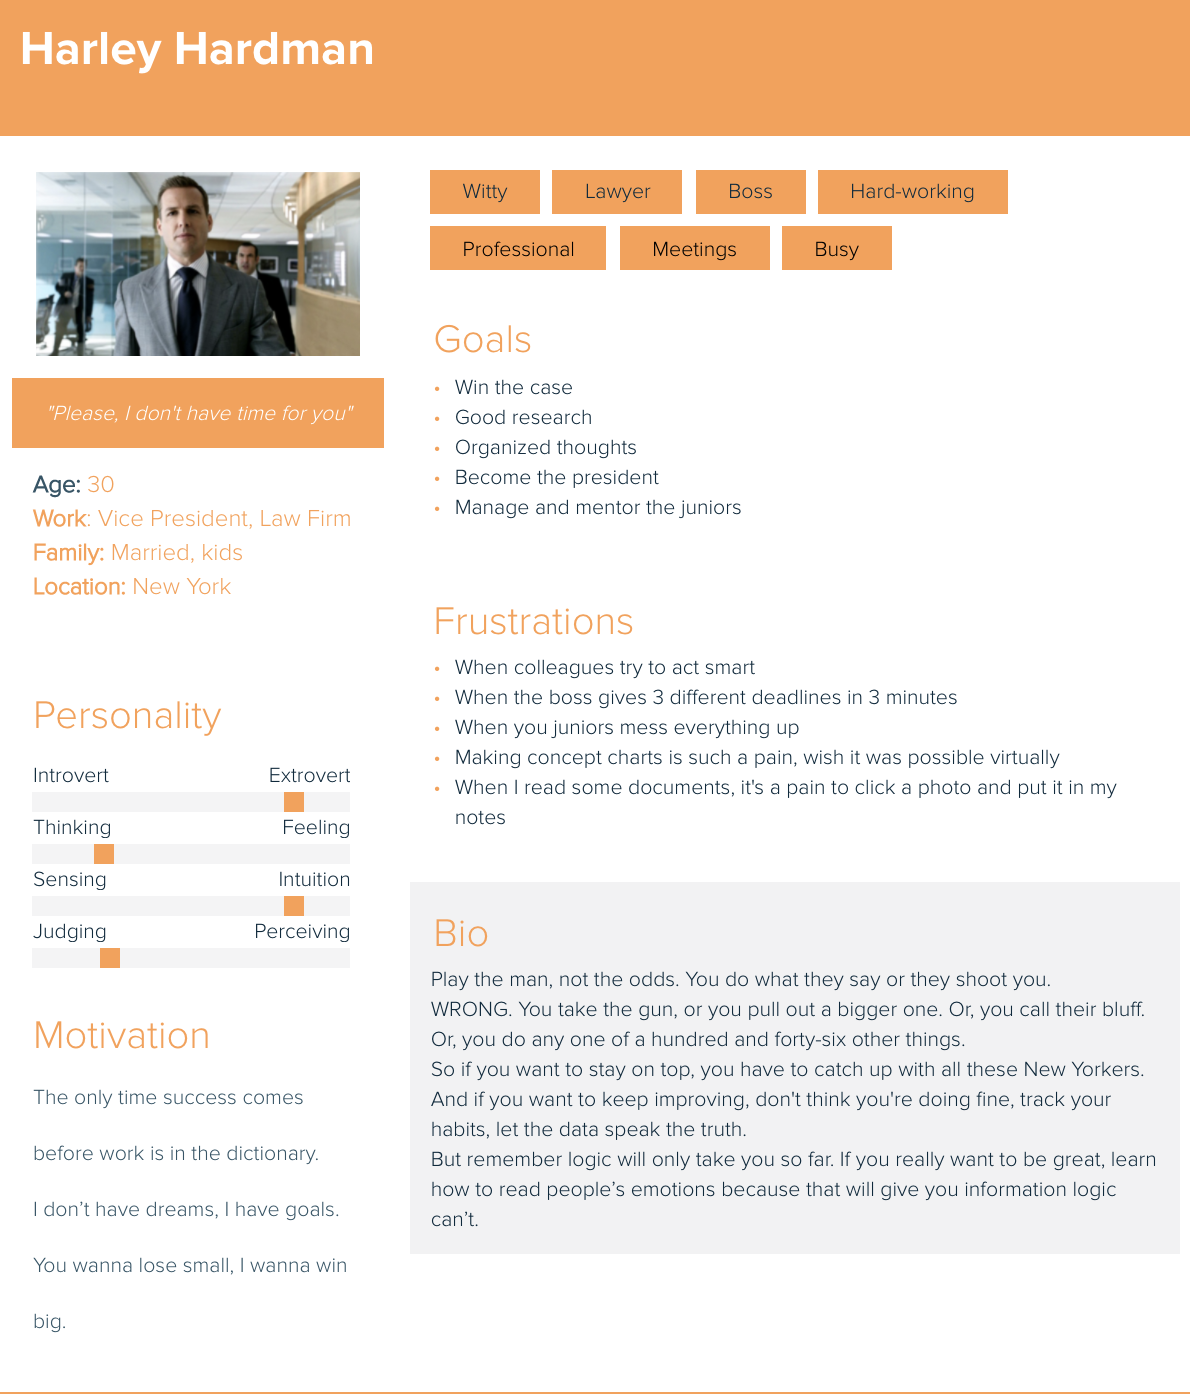 Harley Hardman
"Please, I don't have time for you"
Age: 30
Work: Vice President, Law Firm
Family: Married, kids
Location: New York
Personality
Introvert Extrovert
Thinking Feeling
Sensing Intuition
Judging Perceiving
Motivation
The only time success comes
before work is in the dictionary.
I don’t have dreams, I have goals.
You wanna lose small, I wanna win
big.
Witty Lawyer Boss Hard-working
Professional Meetings Busy
Goals
• Win the case
• Good research
• Organized thoughts
• Become the president
• Manage and mentor the juniors
Frustrations
• When colleagues try to act smart
• When the boss gives 3 different deadlines in 3 minutes
• When you juniors mess everything up
• Making concept charts is such a pain, wish it was possible virtually
• When I read some documents, it's a pain to click a photo and put it in my
notes
Bio
Play the man, not the odds. You do what they say or they shoot you.
WRONG. You take the gun, or you pull out a bigger one. Or, you call their bluff.
Or, you do any one of a hundred and forty-six other things.
So if you want to stay on top, you have to catch up with all these New Yorkers.
And if you want to keep improving, don't think you're doing fine, track your
habits, let the data speak the truth.
But remember logic will only take you so far. If you really want to be great, learn
how to read people’s emotions because that will give you information logic
can’t.